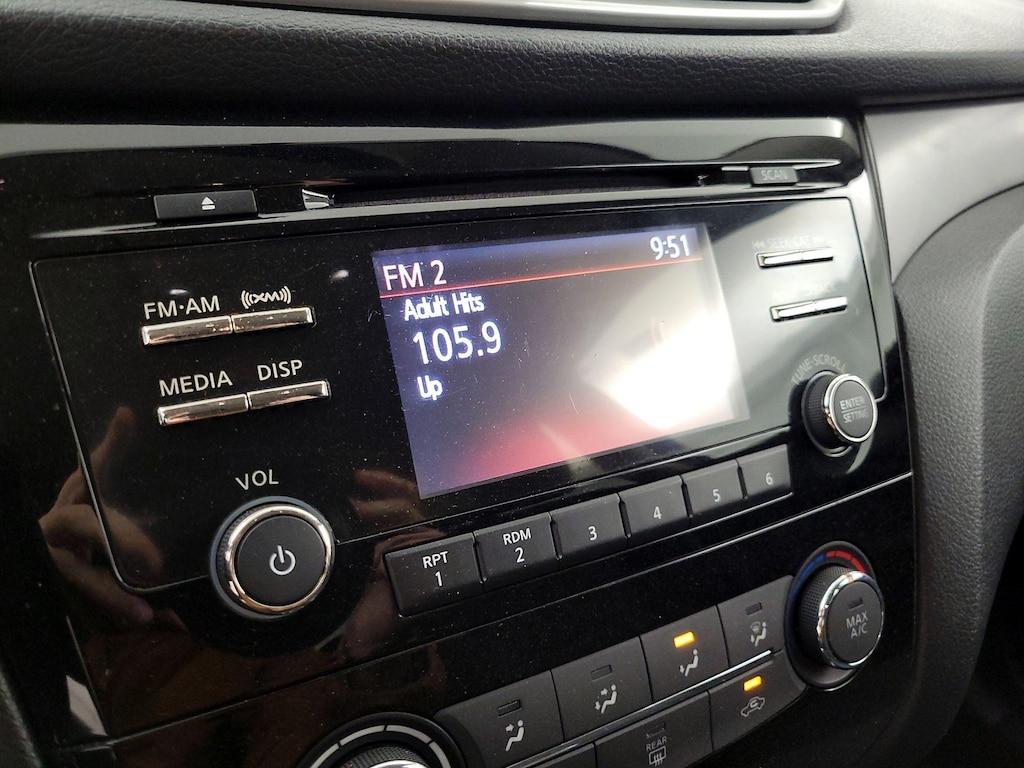 SCAN
FM 2 9:51
Adult Hits
105.9
Up
FM·AM ((XM))
MEDIA DISP
VOL
TUNE·SCROLL
ENTER
SETTING
RPT
1
RDM
2
3
4
5
6
MAX
A/C
REAR